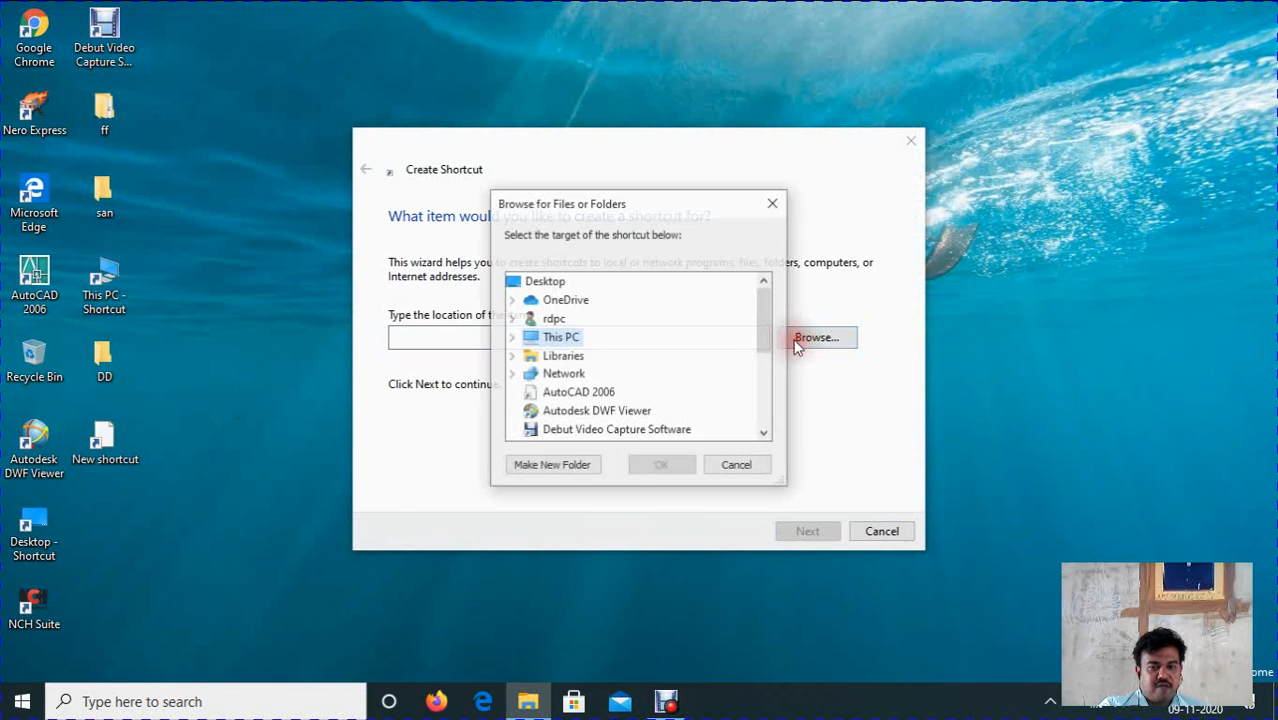 Google
Chrome
Debut Video
Capture S...
Nero Express
ff
Microsoft
Edge
san
AutoCAD
2006
This PC -
Shortcut
Recycle Bin
DD
Autodesk
DWF Viewer
New shortcut
Desktop -
Shortcut
NCH Suite
Create Shortcut
What item would you like to create a shortcut for?
This wizard helps you to create shortcuts to local or network programs, files, folders, computers, or
Internet addresses.
Type the location of the
Browse...
Click Next to continue.
Next
Cancel
Browse for Files or Folders
Select the target of the shortcut below:
Desktop
OneDrive
rdpc
This PC
Libraries
Network
AutoCAD 2006
Autodesk DWF Viewer
Debut Video Capture Software
Make New Folder
OK
Cancel
Type here to search
ome
09-11-2020